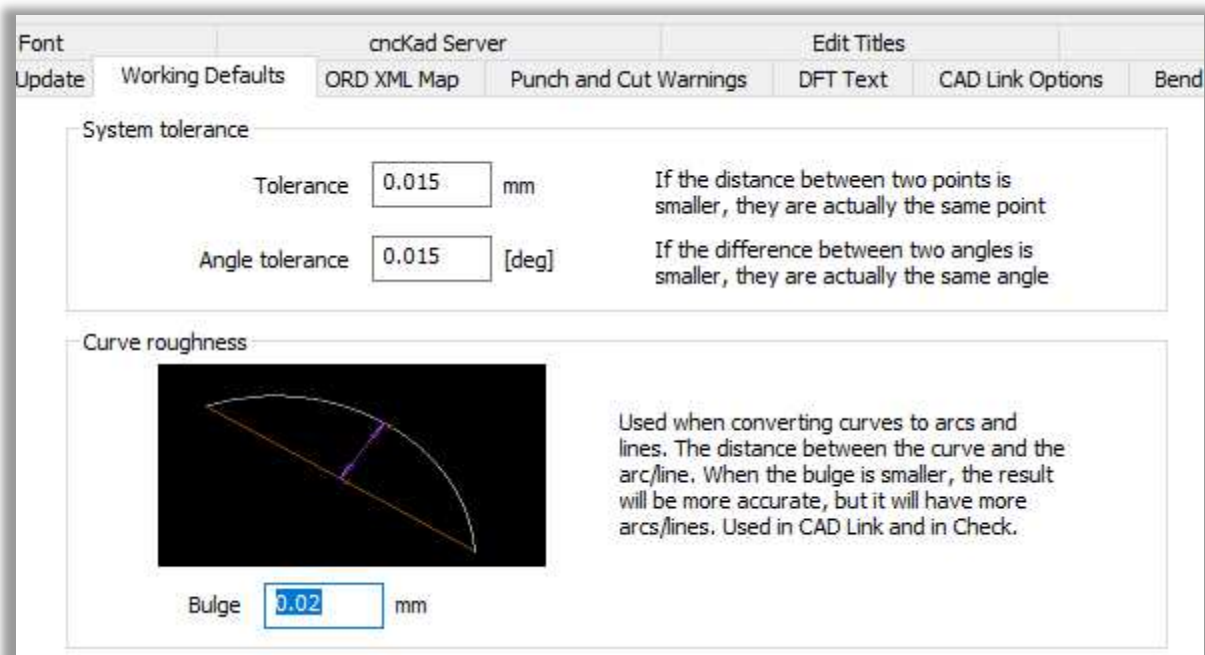 Font cncKad Server Edit Titles
Update Working Defaults ORD XML Map Punch and Cut Warnings DFT Text CAD Link Options Bend
System tolerance
Tolerance 0.015 mm
If the distance between two points is
smaller, they are actually the same point
Angle tolerance 0.015 [deg]
If the difference between two angles is
smaller, they are actually the same angle
Curve roughness
Used when converting curves to arcs and
lines. The distance between the curve and the
arc/line. When the bulge is smaller, the result
will be more accurate, but it will have more
arcs/lines. Used in CAD Link and in Check.
Bulge 0.02 mm